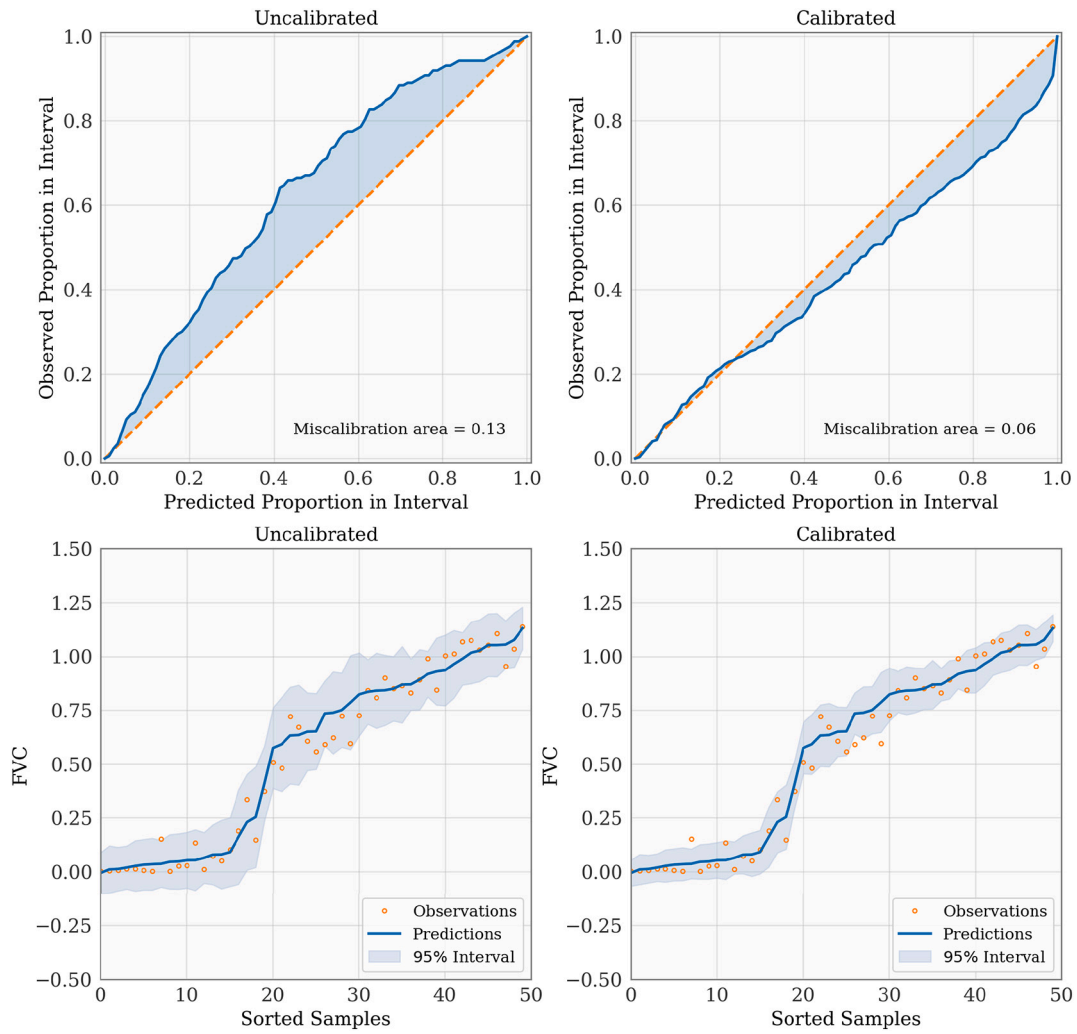 Uncalibrated
1.0
0.8
0.6
0.4
0.2
0.0
Observed Proportion in Interval
Miscalibration area = 0.13
0.0 0.2 0.4 0.6 0.8 1.0
Predicted Proportion in Interval
Calibrated
1.0
0.8
0.6
0.4
0.2
0.0
Observed Proportion in Interval
Miscalibration area = 0.06
0.0 0.2 0.4 0.6 0.8 1.0
Predicted Proportion in Interval
Uncalibrated
1.50
1.25
1.00
0.75
0.50
0.25
0.00
−0.25
−0.50
FVC
Observations
Predictions
95% Interval
0 10 20 30 40 50
Sorted Samples
Calibrated
1.50
1.25
1.00
0.75
0.50
0.25
0.00
−0.25
−0.50
FVC
Observations
Predictions
95% Interval
0 10 20 30 40 50
Sorted Samples